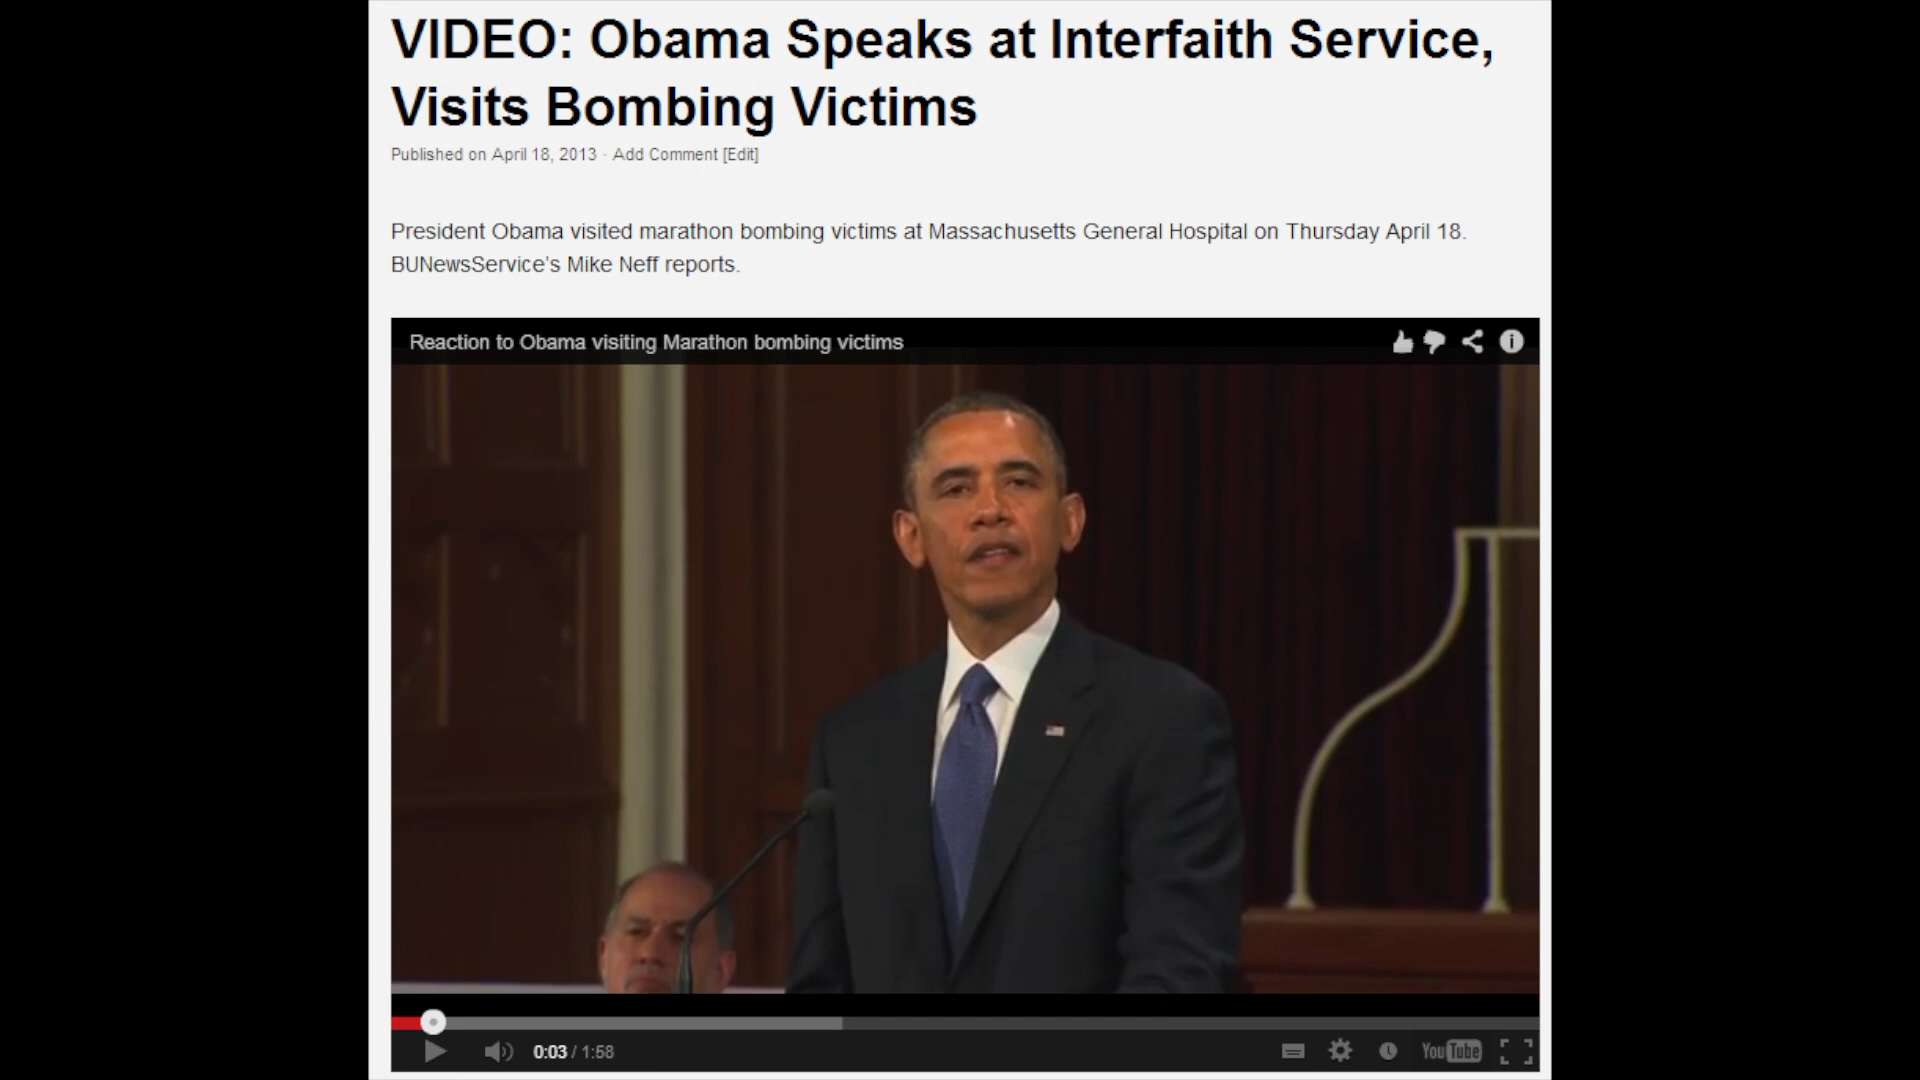 VIDEO: Obama Speaks at Interfaith Service,
Visits Bombing Victims
Published on April 18, 2013 · Add Comment [Edit]
President Obama visited marathon bombing victims at Massachusetts General Hospital on Thursday April 18.
BUNewsService’s Mike Neff reports.
Reaction to Obama visiting Marathon bombing victims
0:03 / 1:58
YouTube